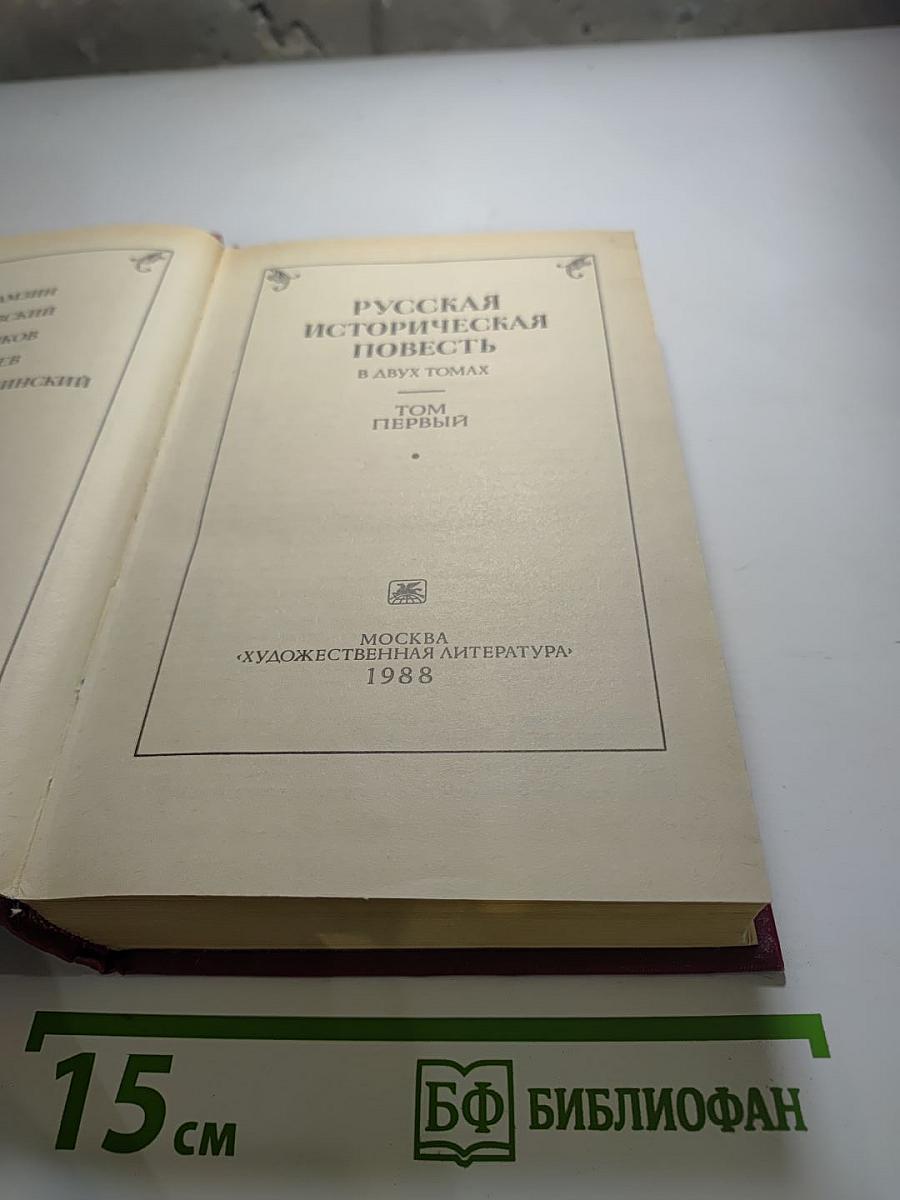 РУССКАЯ
ИСТОРИЧЕСКАЯ
ПОВЕСТЬ
В ДВУХ ТОМАХ
ТОМ
ПЕРВЫЙ
МОСКВА
«ХУДОЖЕСТВЕННАЯ ЛИТЕРАТУРА»
1988
15 см
БФ БИБЛИОФАН